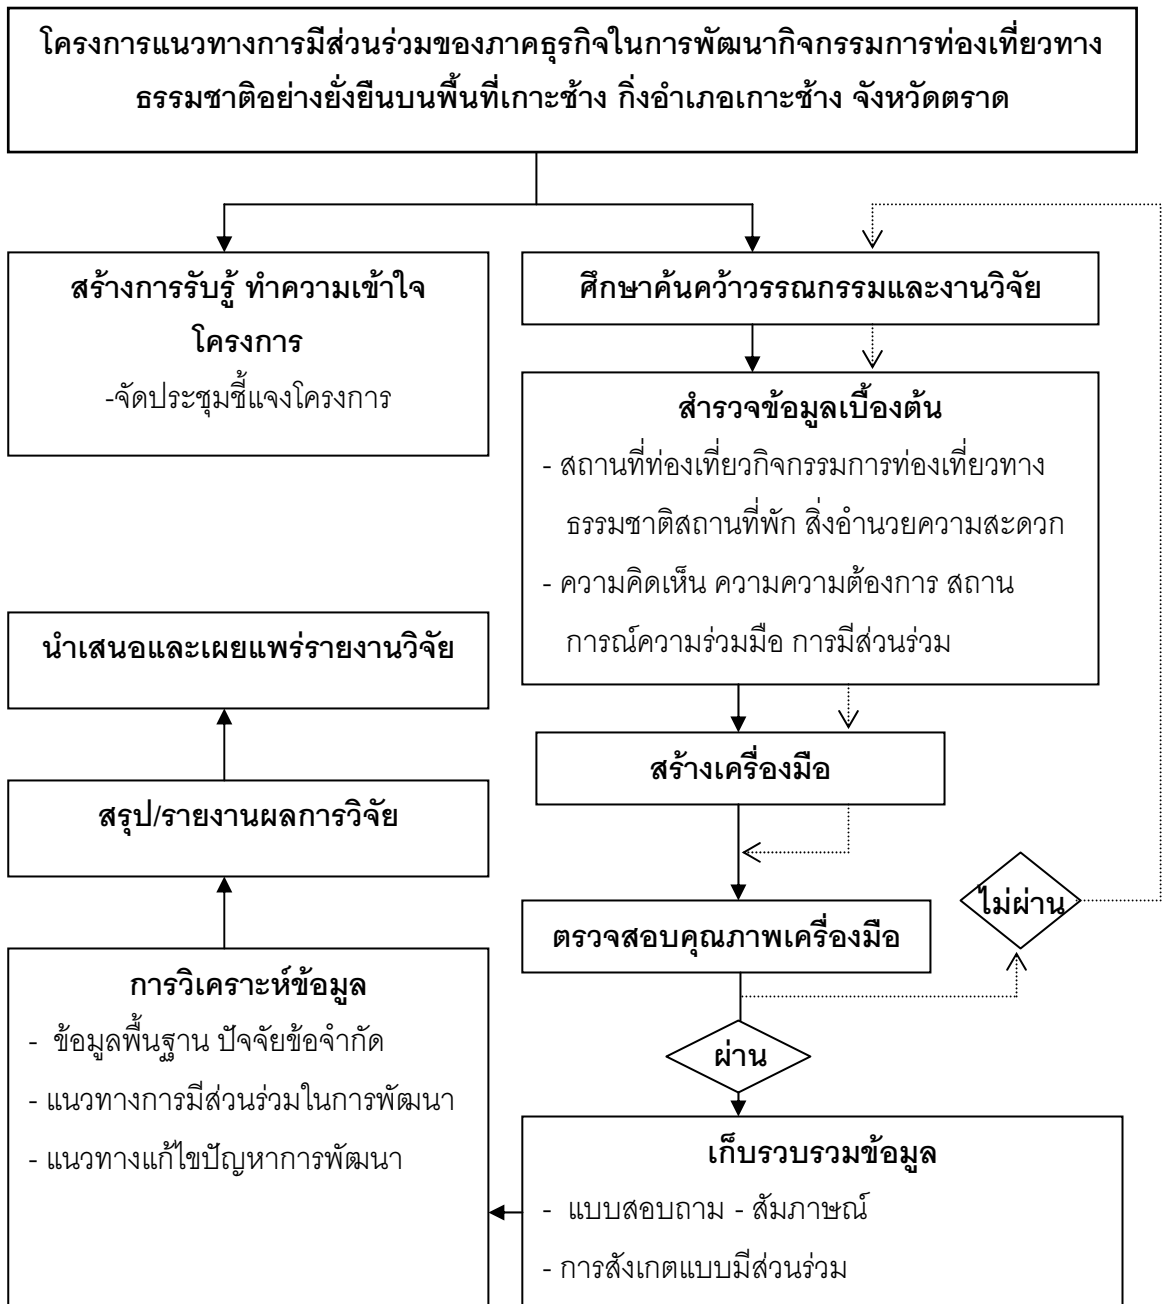 โครงการแนวทางการมีส่วนร่วมของภาคธุรกิจในการพัฒนากิจกรรมการท่องเที่ยวทาง
ธรรมชาติอย่างยั่งยืนบนพื้นที่เกาะช้าง กิ่งอำเภอเกาะช้าง จังหวัดตราด
สร้างการรับรู้ ทำความเข้าใจ
โครงการ
-จัดประชุมชี้แจงโครงการ
ศึกษาค้นคว้าวรรณกรรมและงานวิจัย
สำรวจข้อมูลเบื้องต้น
- สถานที่ท่องเที่ยวกิจกรรมการท่องเที่ยวทาง
ธรรมชาติสถานที่พัก สิ่งอำนวยความสะดวก
- ความคิดเห็น ความความต้องการ สถาน
การณ์ความร่วมมือ การมีส่วนร่วม
สร้างเครื่องมือ
ตรวจสอบคุณภาพเครื่องมือ
ไม่ผ่าน
ผ่าน
เก็บรวบรวมข้อมูล
- แบบสอบถาม - สัมภาษณ์
- การสังเกตแบบมีส่วนร่วม
การวิเคราะห์ข้อมูล
- ข้อมูลพื้นฐาน ปัจจัยข้อจำกัด
- แนวทางการมีส่วนร่วมในการพัฒนา
- แนวทางแก้ไขปัญหาการพัฒนา
สรุป/รายงานผลการวิจัย
นำเสนอและเผยแพร่รายงานวิจัย